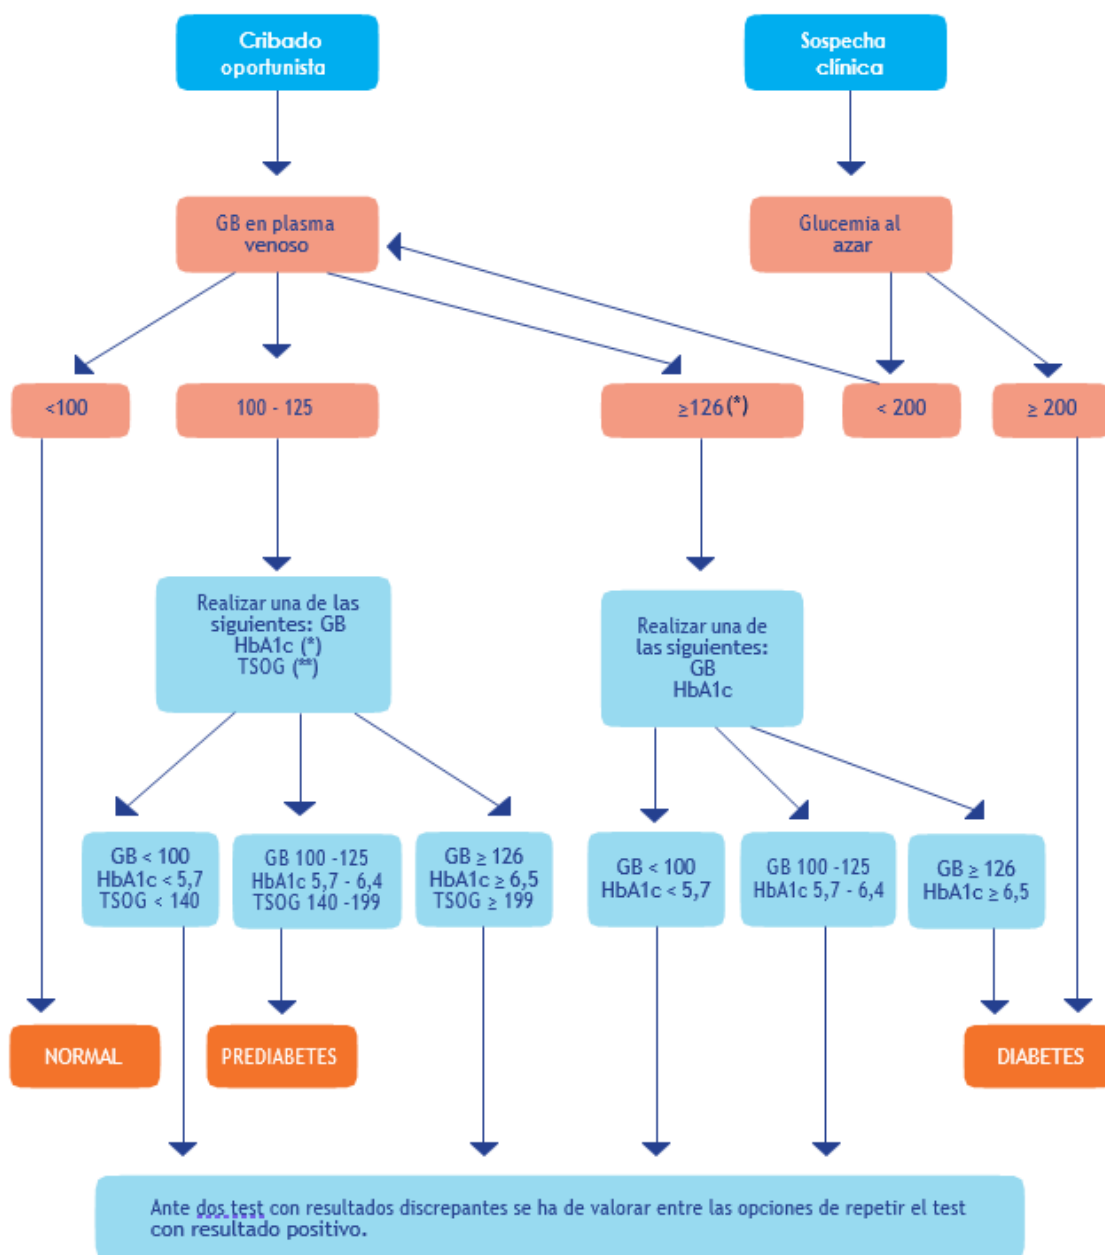 Cribado
oportunista
Sospecha
clínica
GB en plasma
venoso
Glucemia al
azar
<100
100 - 125
≥126(*)
< 200
≥ 200
Realizar una de las
siguientes: GB
HbA1c (*)
TSOG (**)
Realizar una de
las siguientes:
GB
HbA1c
GB < 100
HbA1c < 5,7
TSOG < 140
GB 100 -125
HbA1c 5,7 - 6,4
TSOG 140 -199
GB ≥ 126
HbA1c ≥ 6,5
TSOG ≥ 199
GB < 100
HbA1c < 5,7
GB 100 -125
HbA1c 5,7 - 6,4
GB ≥ 126
HbA1c ≥ 6,5
NORMAL
PREDIABETES
DIABETES
Ante dos test con resultados discrepantes se ha de valorar entre las opciones de repetir el test
con resultado positivo.